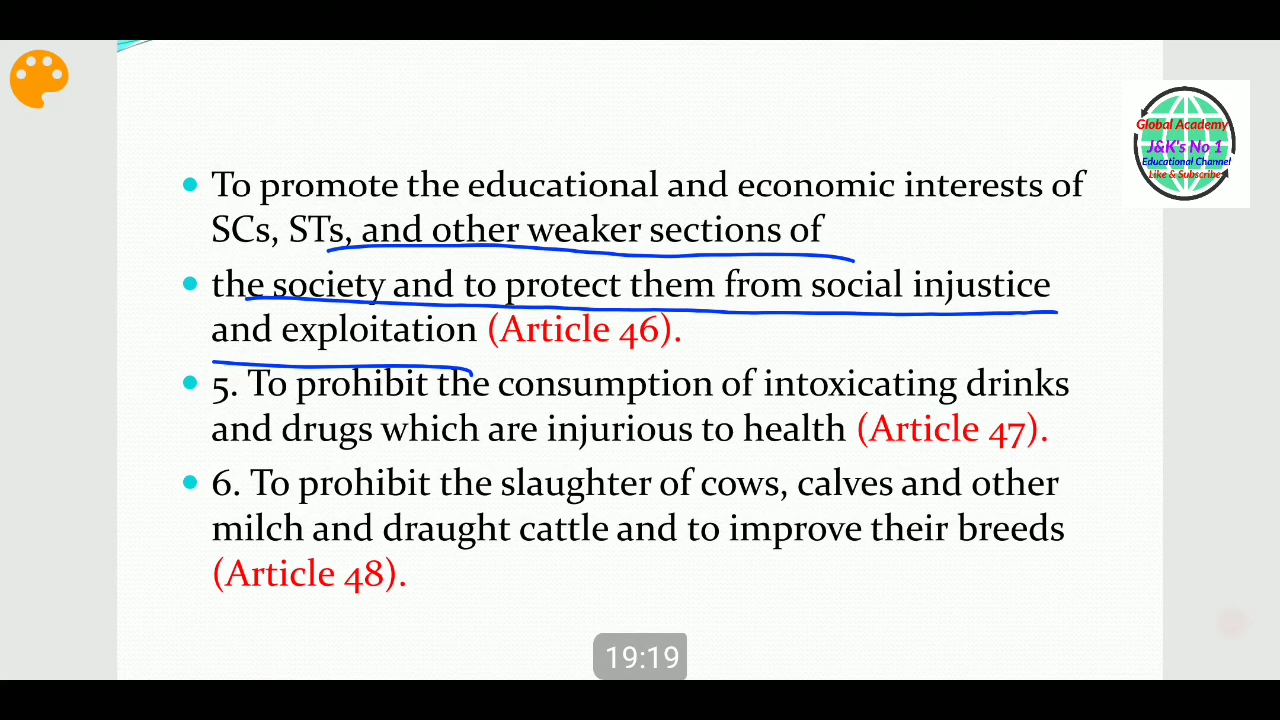 To promote the educational and economic interests of
SCs, STs, and other weaker sections of
the society and to protect them from social injustice
and exploitation (Article 46).
5. To prohibit the consumption of intoxicating drinks
and drugs which are injurious to health (Article 47).
6. To prohibit the slaughter of cows, calves and other
milch and draught cattle and to improve their breeds
(Article 48).
Global Academy
J&K's No 1
Educational Channel
Like & Subscribe
19:19